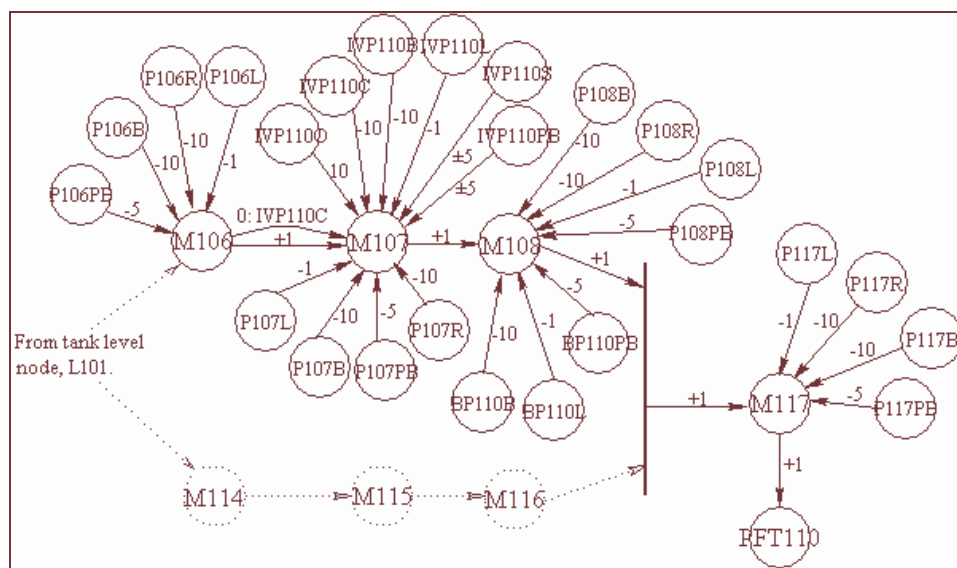 IVP110B
IVP110L
P106R
P106L
IVP110C
IVP110S
P108B
P106B
IVP110O
IVP110PB
P108R
P108L
P106PB
P108PB
-5
-10
-10
-1
10
-10
-10
-1
±5
±5
-10
-10
-1
-5
0: IVP110C
M106
+1
M107
+1
M108
+1
P107L
P107B
P107PB
P107R
-1
-10
-5
-10
BP110B
BP110L
BP110PB
-10
-1
-5
From tank level
node, L101.
P117L
P117R
P117B
P117PB
-1
-10
-10
-5
+1
M117
+1
M114
M115
M116
RFT110